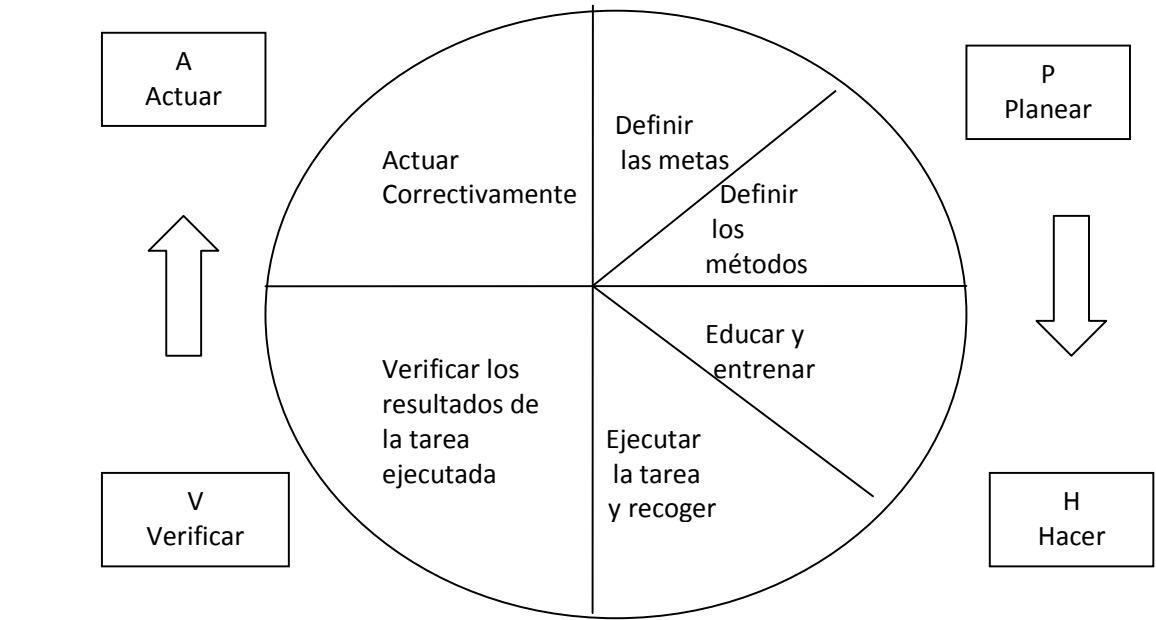 A
Actuar
P
Planear
Definir
las metas
Actuar
Correctivamente
Definir
los
métodos
Educar y
entrenar
Verificar los
resultados de
la tarea
ejecutada
Ejecutar
la tarea
y recoger
V
Verificar
H
Hacer